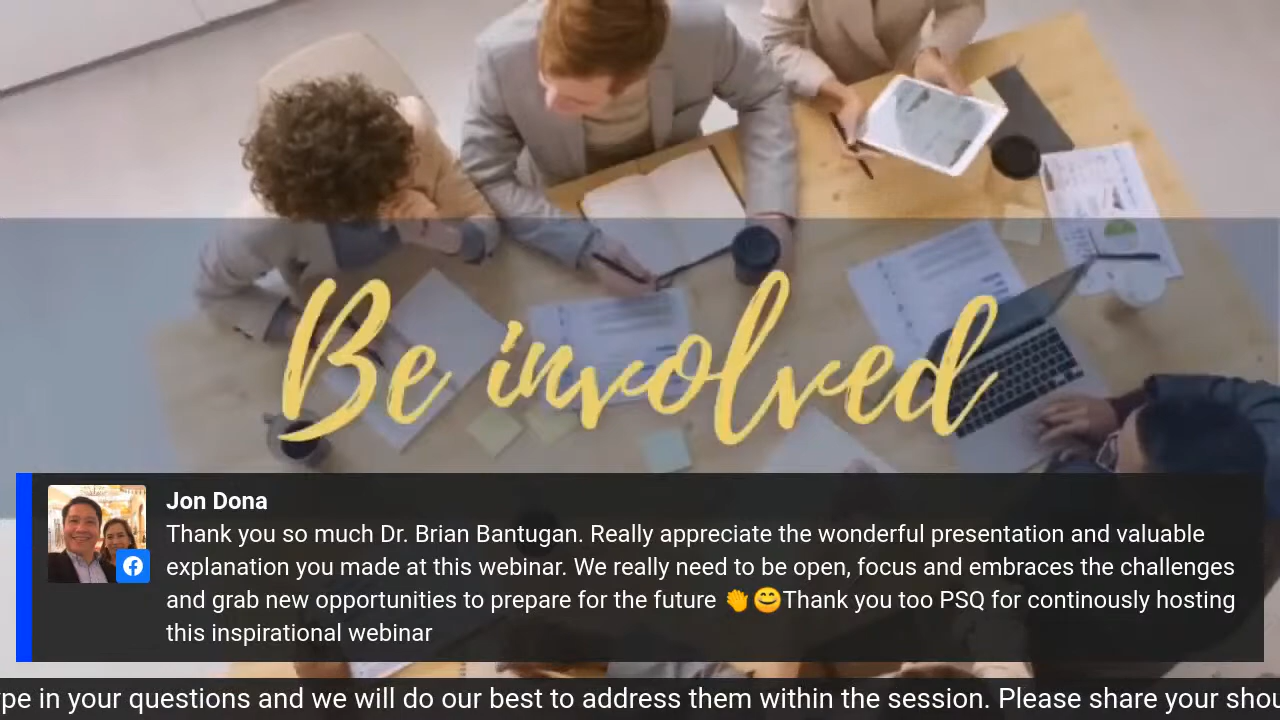 Be involved
Jon Dona
Thank you so much Dr. Brian Bantugan. Really appreciate the wonderful presentation and valuable
explanation you made at this webinar. We really need to be open, focus and embraces the challenges
and grab new opportunities to prepare for the future 👏😊Thank you too PSQ for continously hosting
this inspirational webinar
in your questions and we will do our best to address them within the session. Please share your